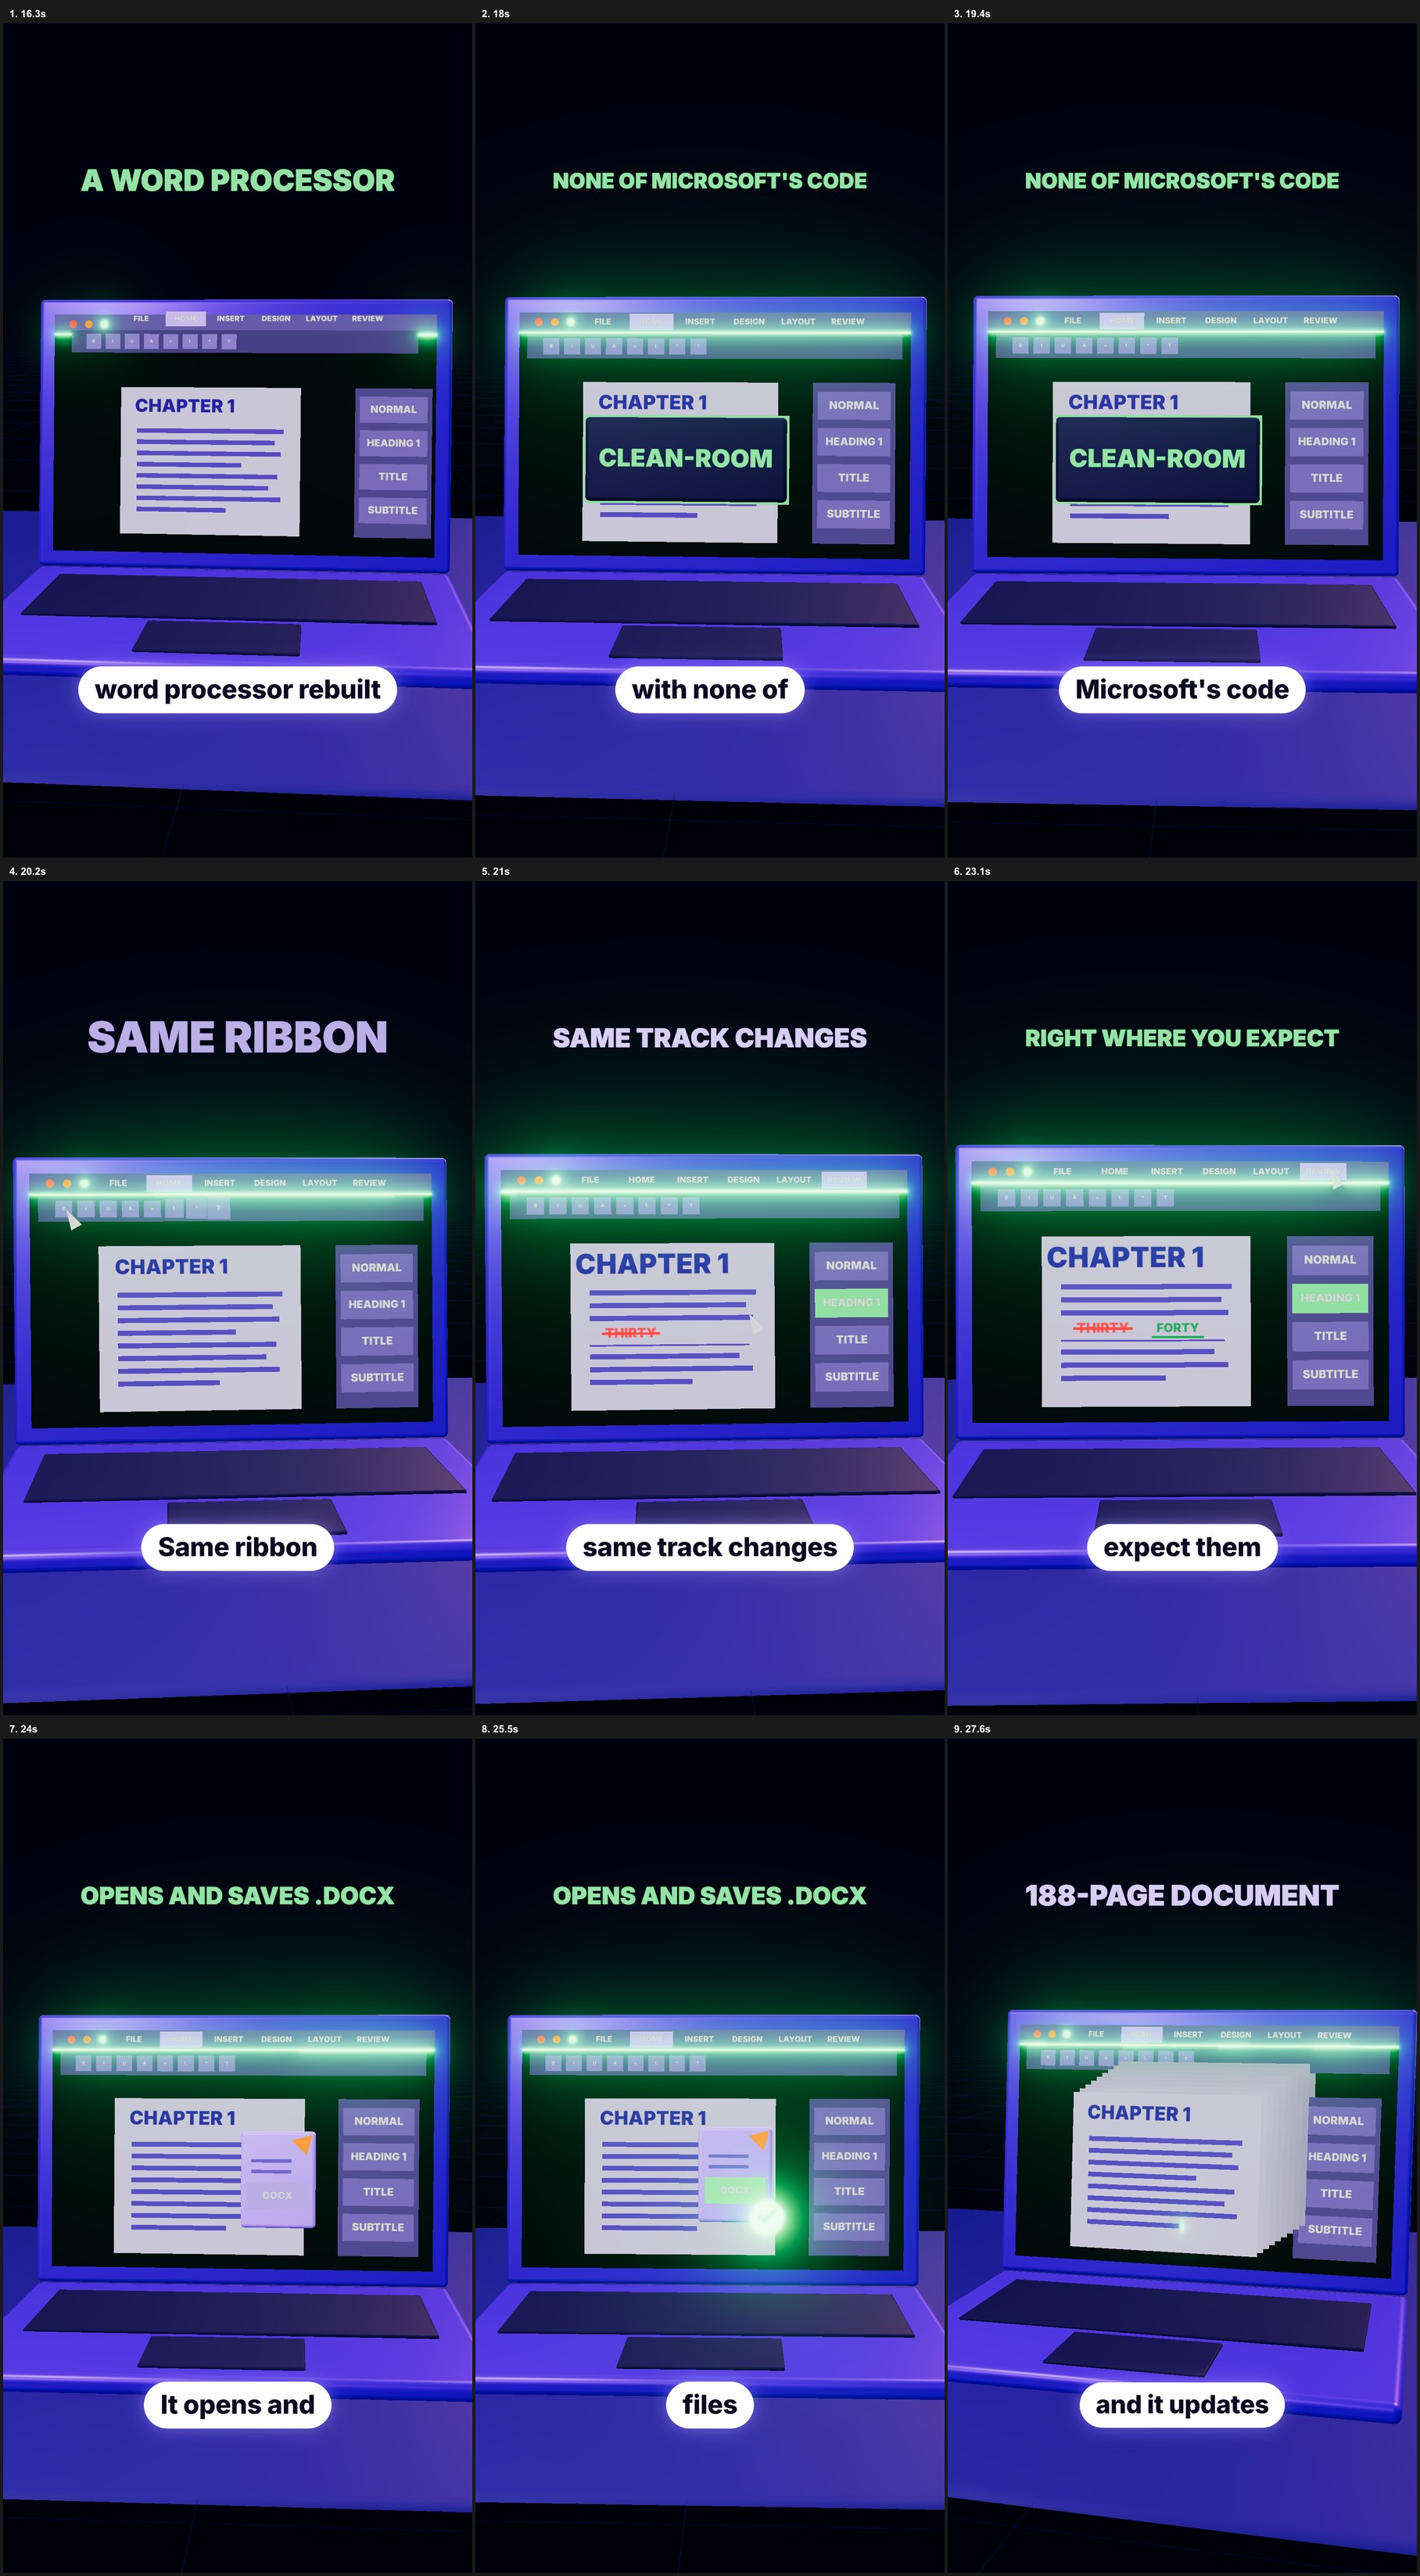 1. 16.3s
A WORD PROCESSOR
FILE HOME INSERT DESIGN LAYOUT REVIEW
CHAPTER 1
NORMAL
HEADING 1
TITLE
SUBTITLE
word processor rebuilt
2. 18s
NONE OF MICROSOFT'S CODE
FILE HOME INSERT DESIGN LAYOUT REVIEW
CHAPTER 1
CLEAN-ROOM
NORMAL
HEADING 1
TITLE
SUBTITLE
with none of
3. 19.4s
NONE OF MICROSOFT'S CODE
FILE HOME INSERT DESIGN LAYOUT REVIEW
CHAPTER 1
CLEAN-ROOM
NORMAL
HEADING 1
TITLE
SUBTITLE
Microsoft's code
4. 20.2s
SAME RIBBON
FILE HOME INSERT DESIGN LAYOUT REVIEW
CHAPTER 1
NORMAL
HEADING 1
TITLE
SUBTITLE
Same ribbon
5. 21s
SAME TRACK CHANGES
FILE HOME INSERT DESIGN LAYOUT REVIEW
CHAPTER 1
THIRTY
NORMAL
HEADING 1
TITLE
SUBTITLE
same track changes
6. 23.1s
RIGHT WHERE YOU EXPECT
FILE HOME INSERT DESIGN LAYOUT REVIEW
CHAPTER 1
THIRTY FORTY
NORMAL
HEADING 1
TITLE
SUBTITLE
expect them
7. 24s
OPENS AND SAVES .DOCX
FILE HOME INSERT DESIGN LAYOUT REVIEW
CHAPTER 1
DOCX
NORMAL
HEADING 1
TITLE
SUBTITLE
It opens and
8. 25.5s
OPENS AND SAVES .DOCX
FILE HOME INSERT DESIGN LAYOUT REVIEW
CHAPTER 1
DOCX
NORMAL
HEADING 1
TITLE
SUBTITLE
files
9. 27.6s
188-PAGE DOCUMENT
FILE HOME INSERT DESIGN LAYOUT REVIEW
CHAPTER 1
NORMAL
HEADING 1
TITLE
SUBTITLE
and it updates